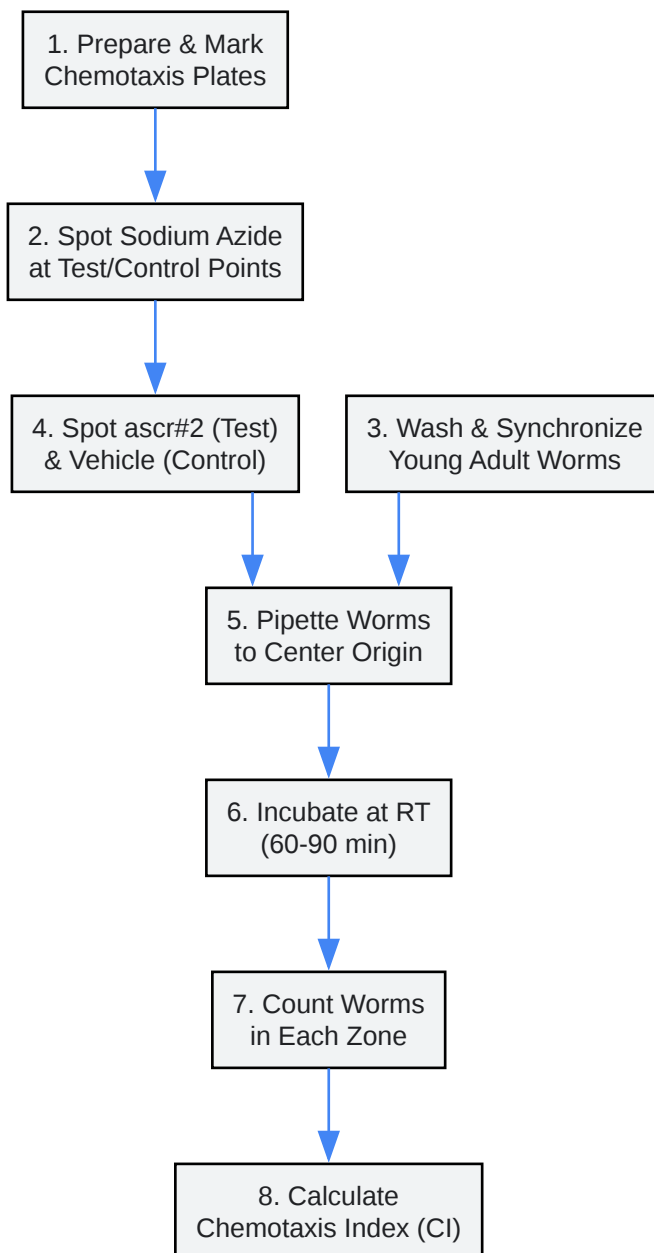 1. Prepare & Mark
Chemotaxis Plates
2. Spot Sodium Azide
at Test/Control Points
4. Spot ascr#2 (Test)
& Vehicle (Control)
3. Wash & Synchronize
Young Adult Worms
5. Pipette Worms
to Center Origin
6. Incubate at RT
(60-90 min)
7. Count Worms
in Each Zone
8. Calculate
Chemotaxis Index (CI)